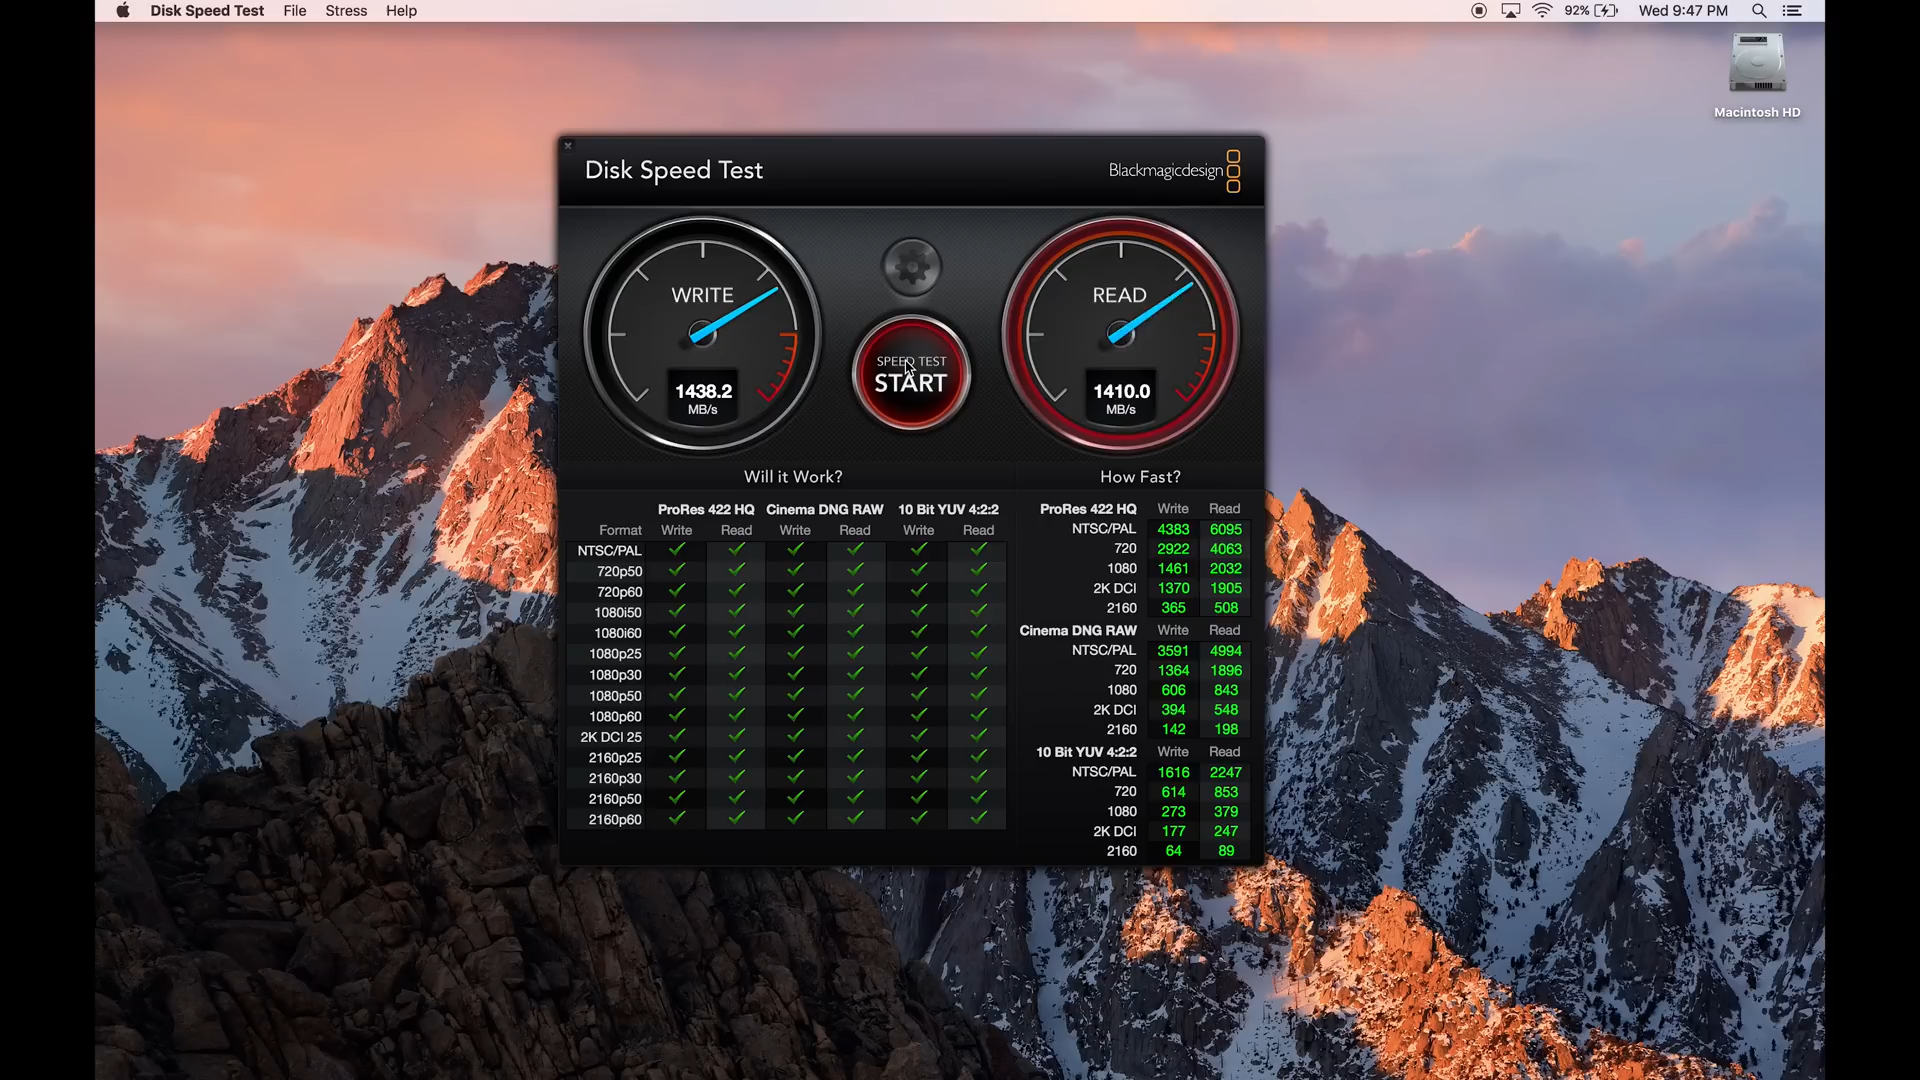 Disk Speed Test File Stress Help 92% Wed 9:47 PM
Macintosh HD
Disk Speed Test
Blackmagicdesign
WRITE
1438.2
MB/s
SPEED TEST
START
READ
1410.0
MB/s
Will it Work?
ProRes 422 HQ Cinema DNG RAW 10 Bit YUV 4:2:2
Format Write Read Write Read Write Read
NTSC/PAL
720p50
720p60
1080i50
1080i60
1080p25
1080p30
1080p50
1080p60
2K DCI 25
2160p25
2160p30
2160p50
2160p60
How Fast?
ProRes 422 HQ Write Read
NTSC/PAL 4383 6095
720 2922 4063
1080 1461 2032
2K DCI 1370 1905
2160 365 508
Cinema DNG RAW Write Read
NTSC/PAL 3591 4994
720 1364 1896
1080 606 843
2K DCI 394 548
2160 142 198
10 Bit YUV 4:2:2 Write Read
NTSC/PAL 1616 2247
720 614 853
1080 273 379
2K DCI 177 247
2160 64 89